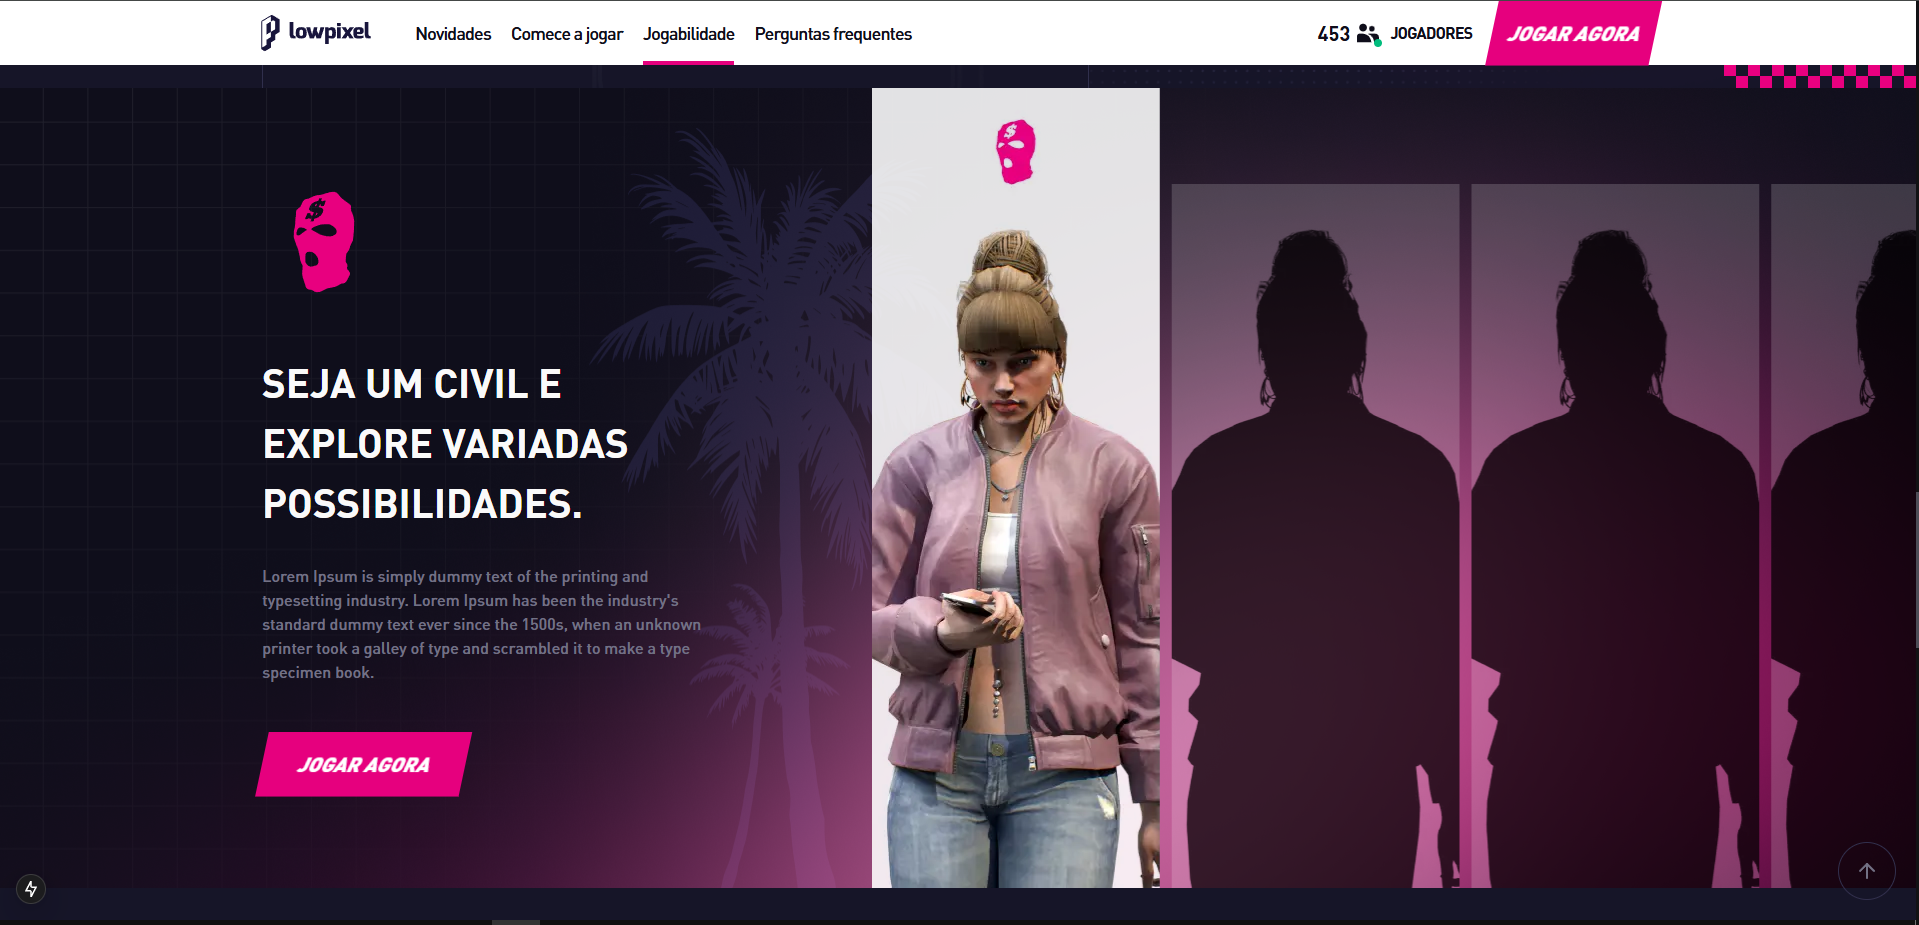 lowpixel
Novidades
Comece a jogar
Jogabilidade
Perguntas frequentes
453 JOGADORES
JOGAR AGORA
$
$
SEJA UM CIVIL E
EXPLORE VARIADAS
POSSIBILIDADES.
Lorem Ipsum is simply dummy text of the printing and
typesetting industry. Lorem Ipsum has been the industry's
standard dummy text ever since the 1500s, when an unknown
printer took a galley of type and scrambled it to make a type
specimen book.
JOGAR AGORA